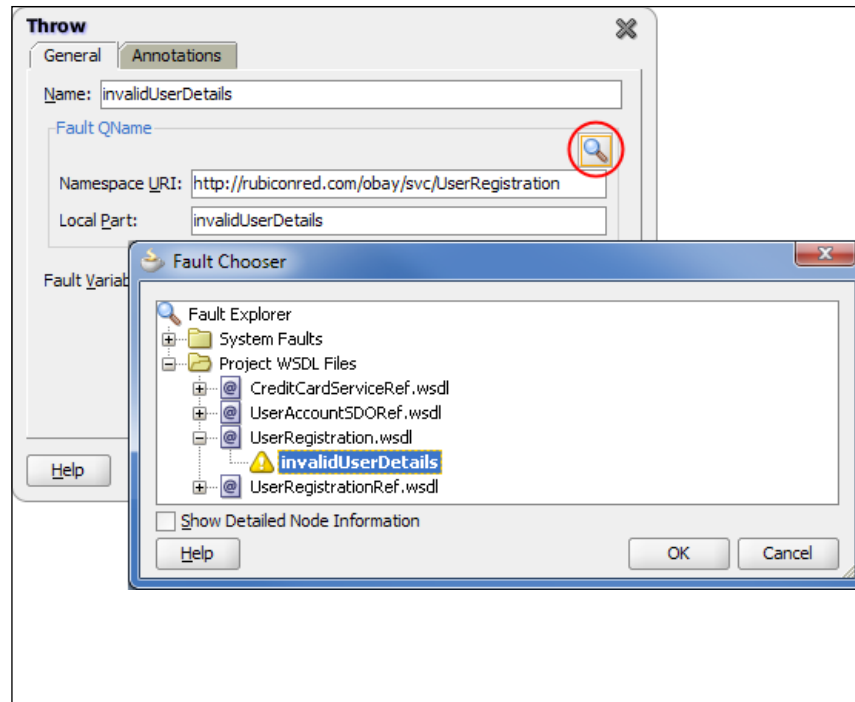 Throw
General Annotations
Name: invalidUserDetails
Fault QName
Namespace URI: http://rubiconred.com/obay/svc/UserRegistration
Local Part: invalidUserDetails
Fault
Fault Chooser
Fault Explorer
System Faults
Project WSDL Files
@ CreditCardServiceRef.wsdl
@ UserAccountSDORef.wsdl
@ UserRegistration.wsdl
invalidUserDetails
@ UserRegistrationRef.wsdl
Help
Show Detailed Node Information
Help OK Cancel